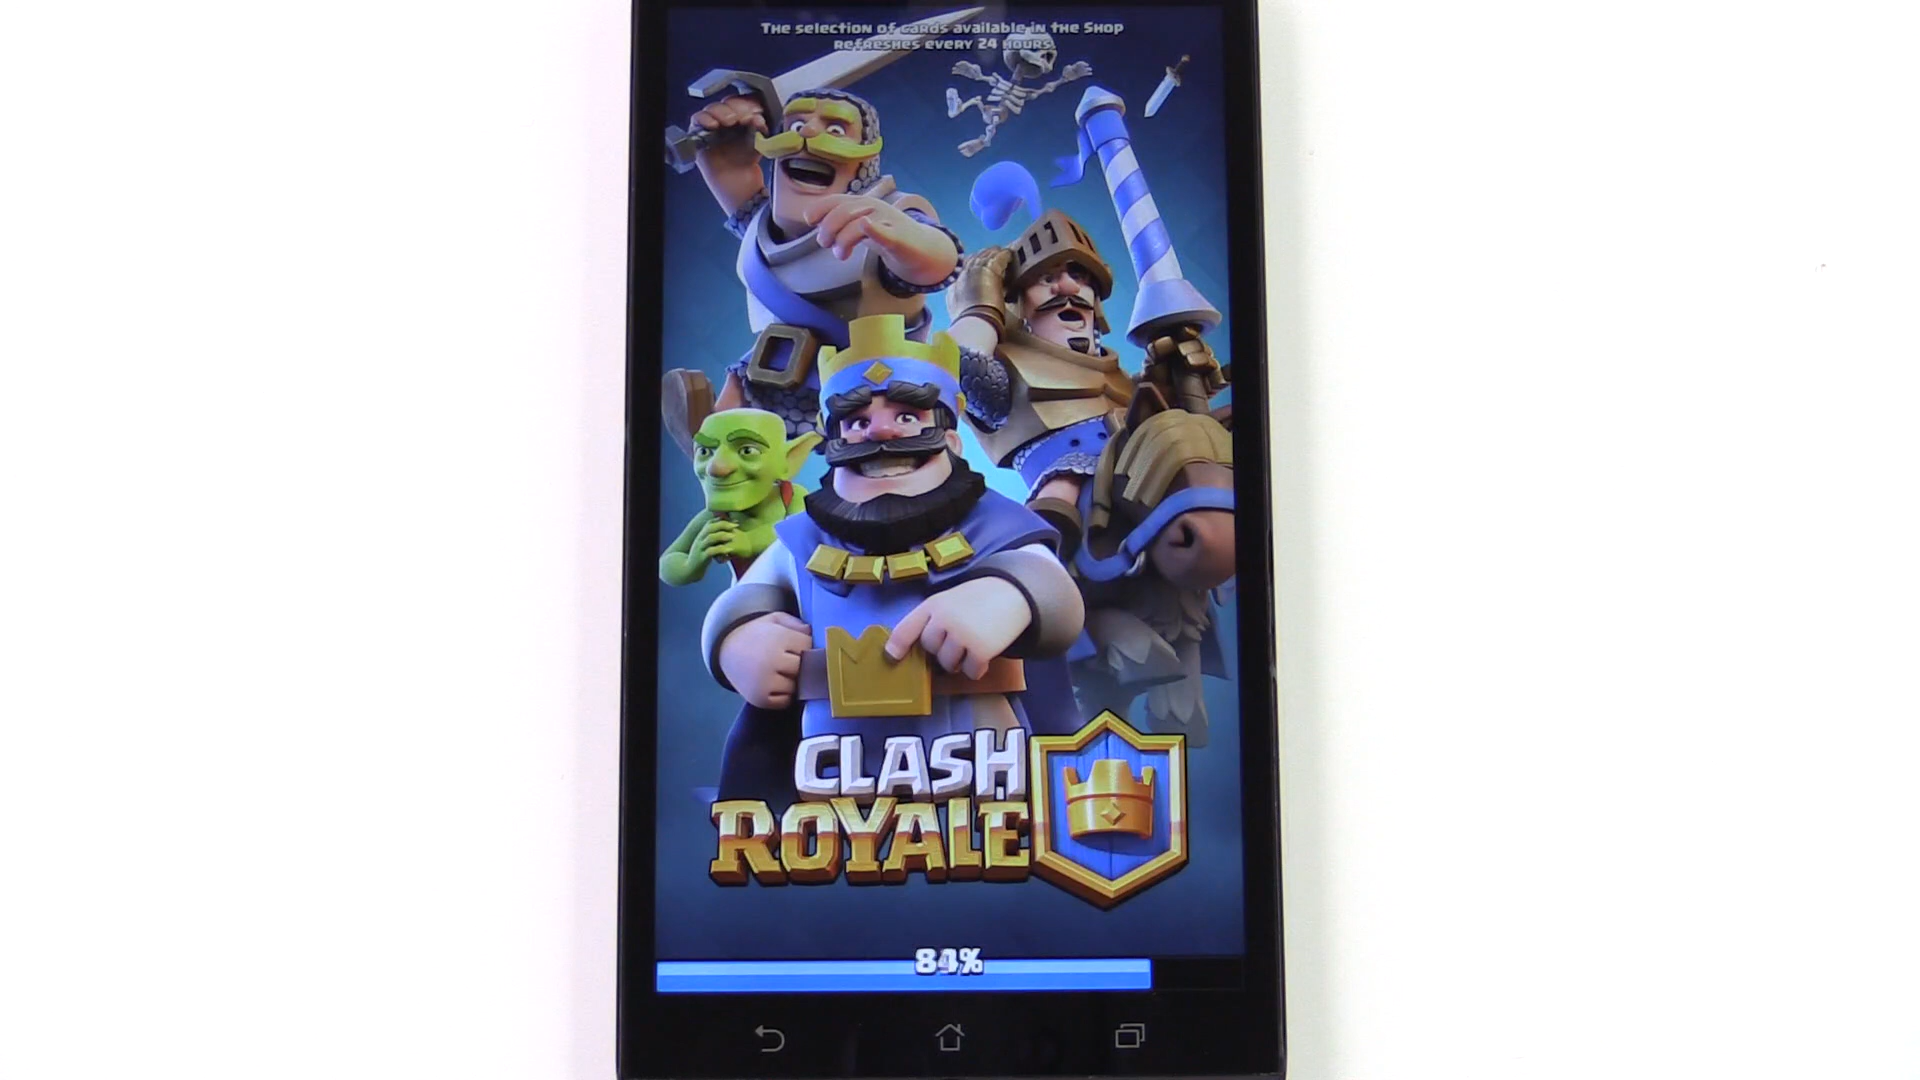 The selection of cards available in the Shop
refreshes every 24 hours.
CLASH
ROYALE
84%